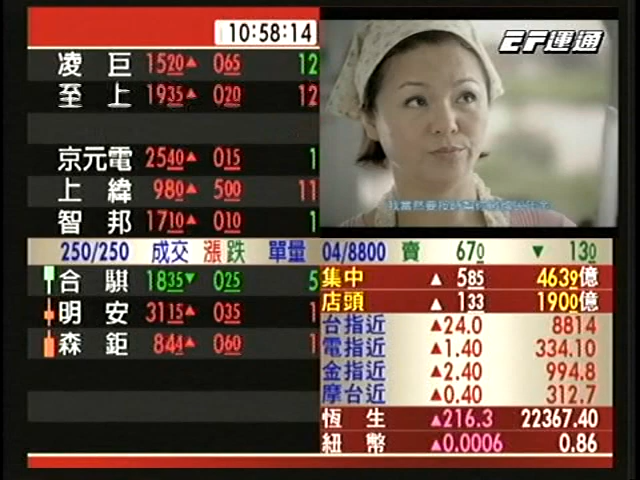 10:58:14
EF運通
凌巨 1520▲ 065 12
至上 1935▲ 020 12
京元電 2540▲ 015 1
上緯 980▲ 500 11
智邦 1710▲ 010 1
250/250 成交 漲跌 單量 04/8800 賣 670 ▼ 130
合騏 1835▼ 025 5
明安 3115▲ 035 1
森鉅 844▲ 060 1
集中 ▲ 585 4639億
店頭 ▲ 133 1900億
台指近 ▲24.0 8814
電指近 ▲1.40 334.10
金指近 ▲2.40 994.8
摩台近 ▲0.40 312.7
恆生 ▲216.3 22367.40
紐幣 ▲0.0006 0.86